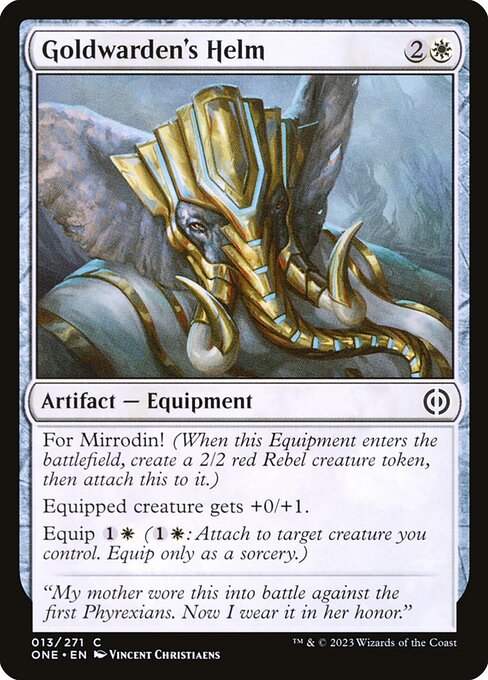 Goldwarden's Helm 2
Artifact — Equipment
For Mirrodin! (When this Equipment enters the
battlefield, create a 2/2 red Rebel creature token,
then attach this to it.)
Equipped creature gets +0/+1.
Equip 1 (1 : Attach to target creature you
control. Equip only as a sorcery.)
“My mother wore this into battle against the
first Phyrexians. Now I wear it in her honor.”
013/271 C
ONE • EN Vincent Christiaens
™ & © 2023 Wizards of the Coast